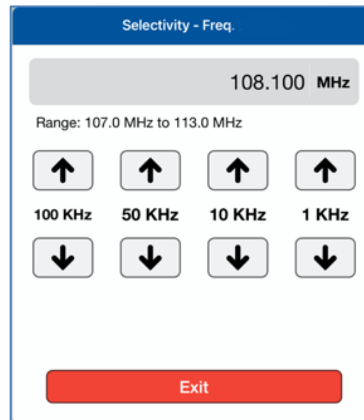 Selectivity - Freq.
108.100 MHz
Range: 107.0 MHz to 113.0 MHz
100 KHz 50 KHz 10 KHz 1 KHz
Exit